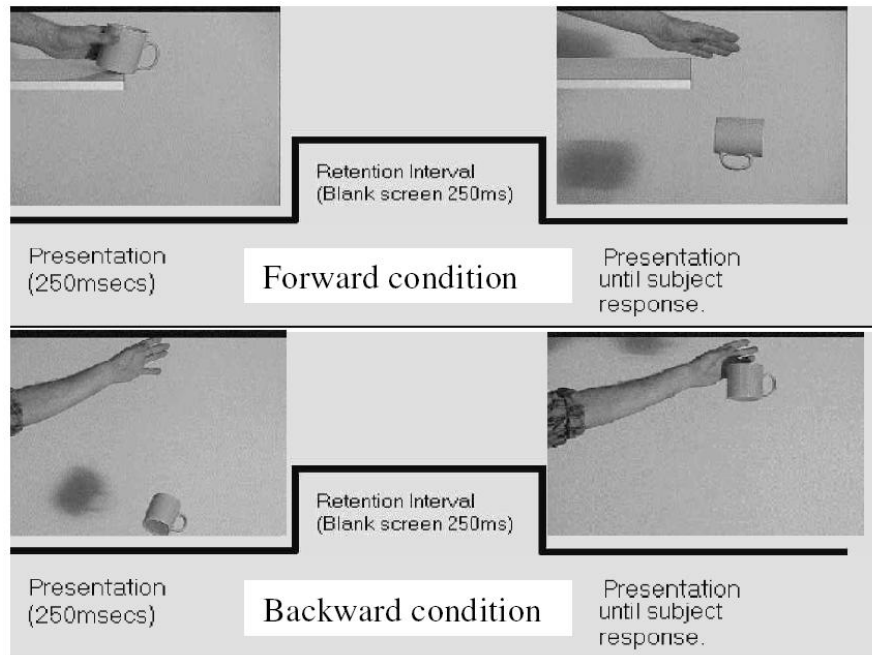 Retention Interval
(Blank screen 250ms)
Presentation
(250msecs)
Forward condition
Presentation
until subject
response.
Retention Interval
(Blank screen 250ms)
Presentation
(250msecs)
Backward condition
Presentation
until subject
response.